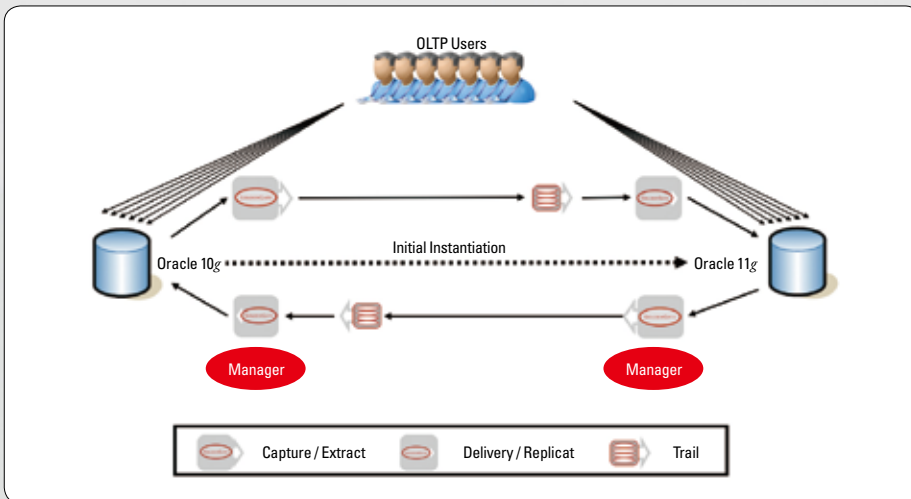 OLTP Users
Initial Instantiation
Oracle 10g
Oracle 11g
Manager
Manager
Capture / Extract
Delivery / Replicat
Trail